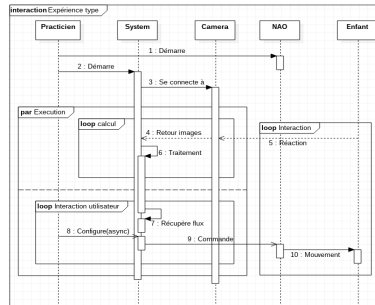 interaction Expérience type
Practicien System Camera NAO Enfant
1 : Démarre
2 : Démarre
3 : Se connecte à
par Execution
loop calcul
loop Interaction
4 : Retour images
5 : Réaction
6 : Traitement
loop Interaction utilisateur
7 : Récupère flux
8 : Configure(async)
9 : Commande
10 : Mouvement